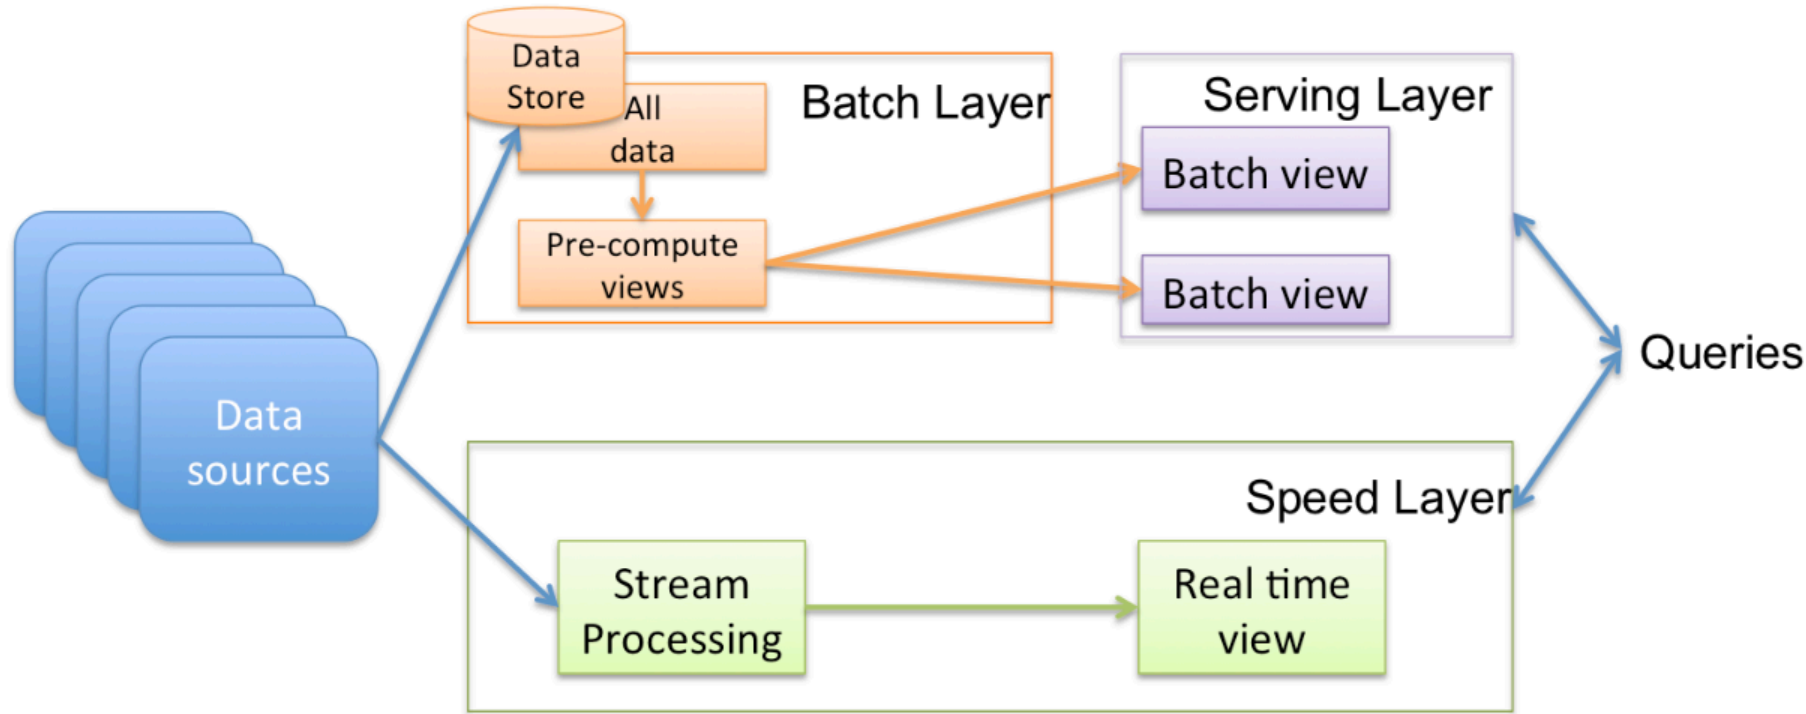 Data
Store
All
data
Batch Layer
Pre-compute
views
Serving Layer
Batch view
Batch view
Queries
Data
sources
Speed Layer
Stream
Processing
Real time
view